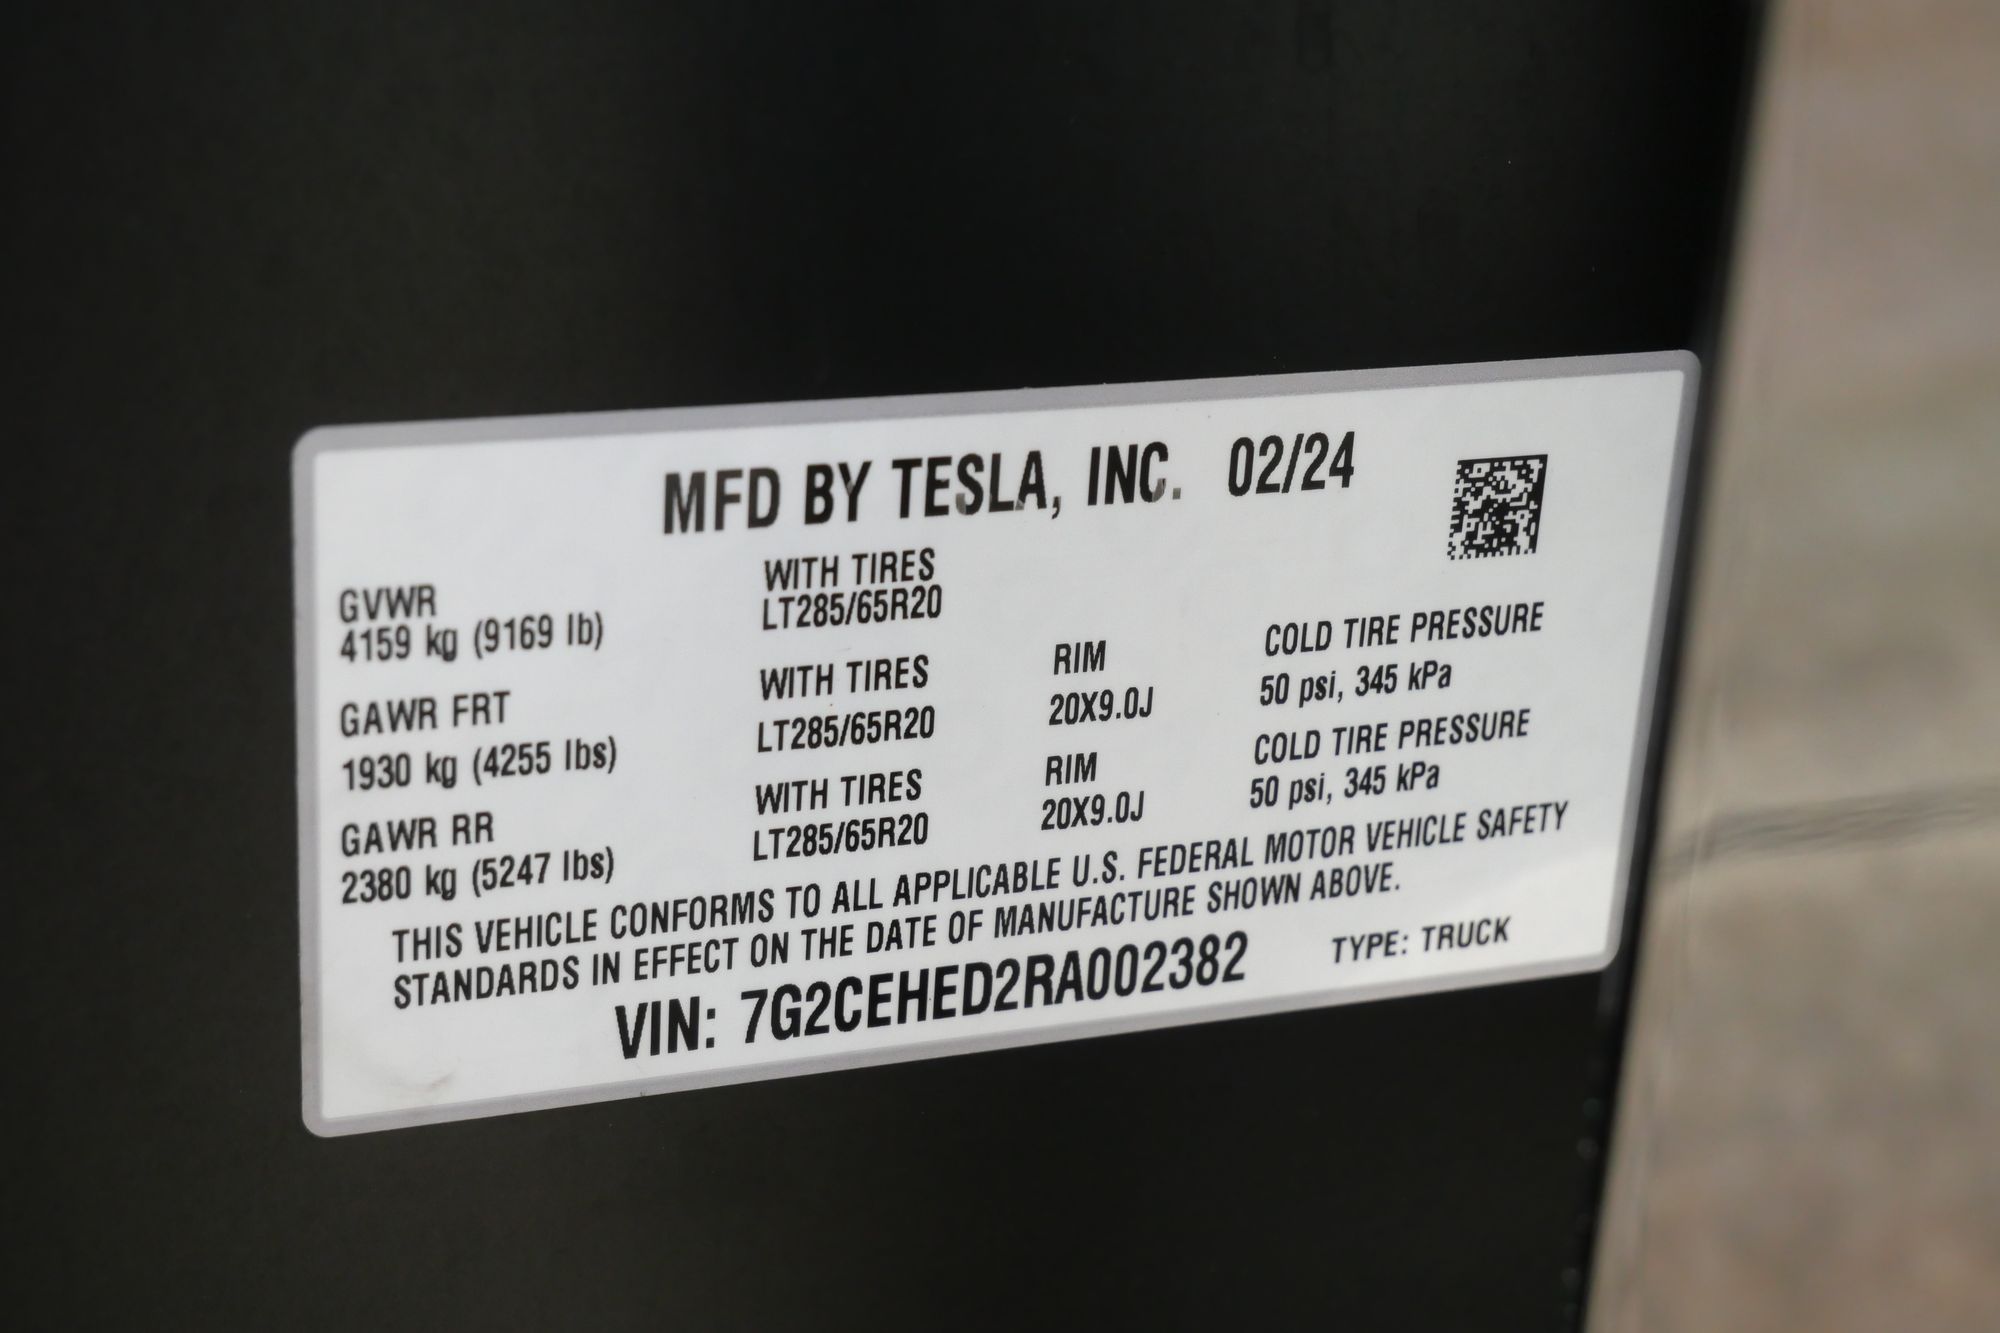 MFD BY TESLA, INC. 02/24
GVWR
4159 kg (9169 lb)
WITH TIRES
LT285/65R20
GAWR FRT
1930 kg (4255 lbs)
WITH TIRES
LT285/65R20
RIM
20X9.0J
COLD TIRE PRESSURE
50 psi, 345 kPa
GAWR RR
2380 kg (5247 lbs)
WITH TIRES
LT285/65R20
RIM
20X9.0J
COLD TIRE PRESSURE
50 psi, 345 kPa
THIS VEHICLE CONFORMS TO ALL APPLICABLE U.S. FEDERAL MOTOR VEHICLE SAFETY
STANDARDS IN EFFECT ON THE DATE OF MANUFACTURE SHOWN ABOVE.
VIN: 7G2CEHED2RA002382
TYPE: TRUCK